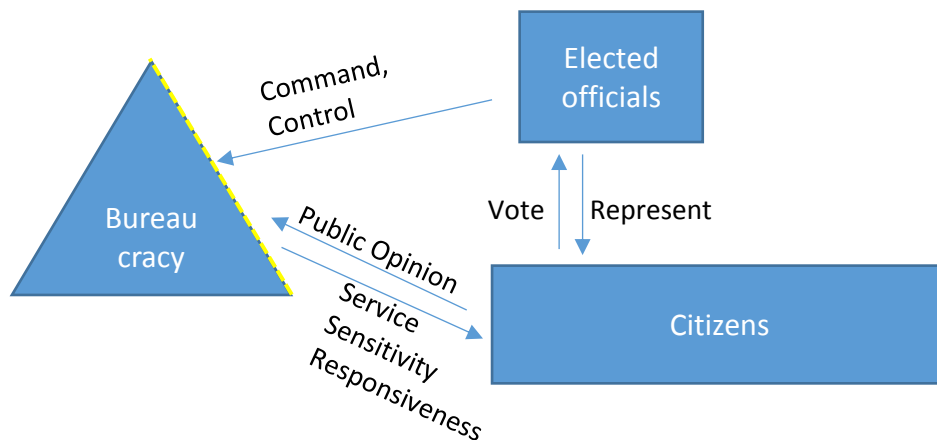 Elected
officials
Command,
Control
Bureau
cracy
Vote
Represent
Public Opinion
Service
Sensitivity
Responsiveness
Citizens